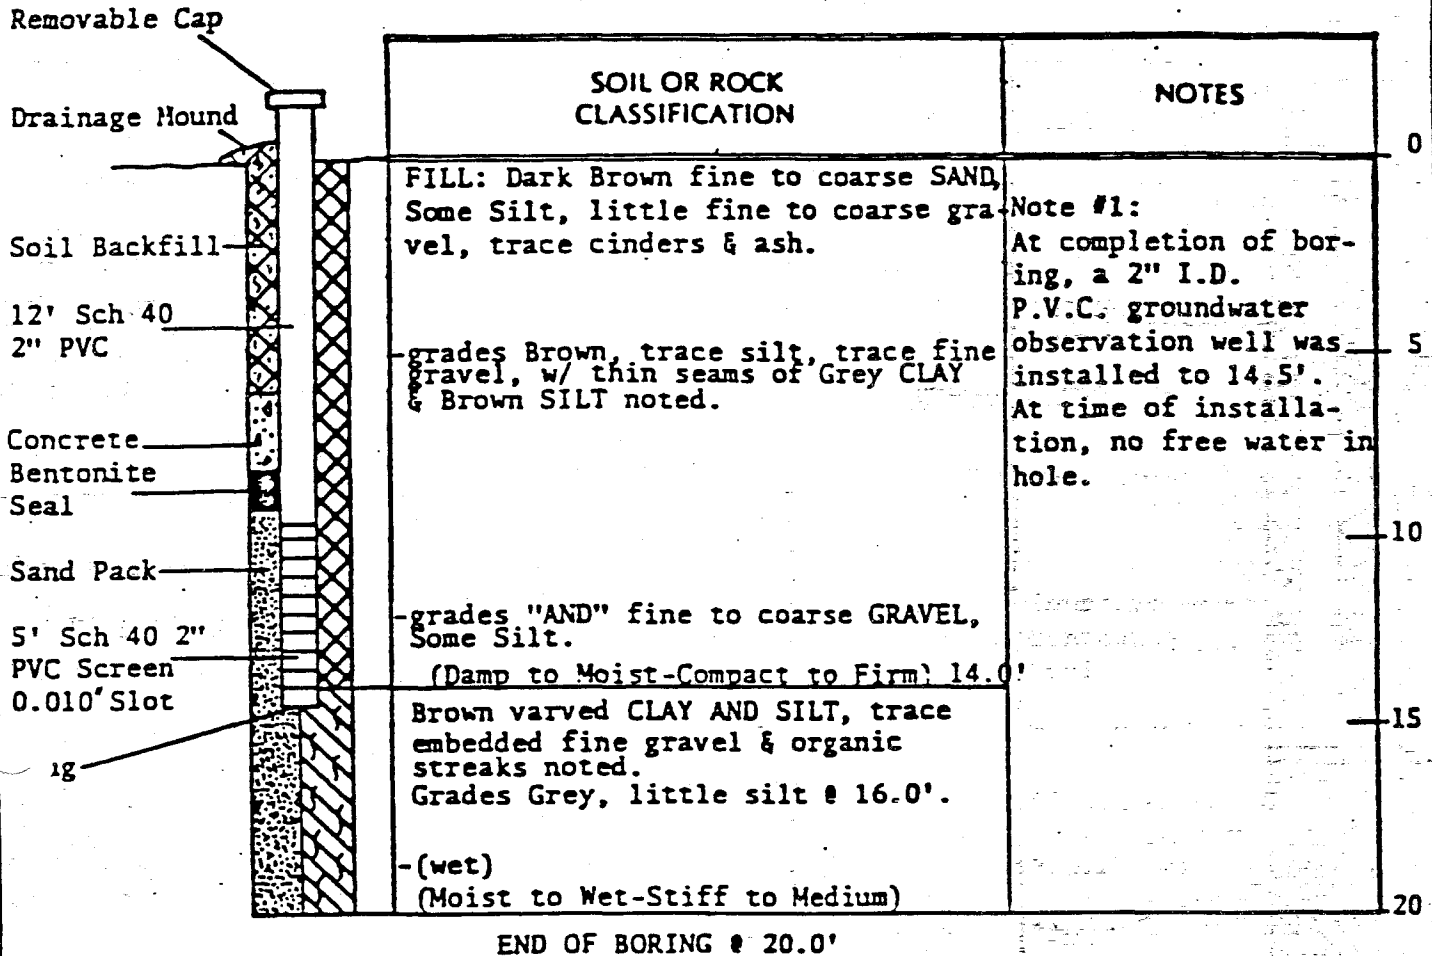 Removable Cap
Drainage Mound
Soil Backfill
12' Sch 40
2" PVC
Concrete
Bentonite
Seal
Sand Pack
5' Sch 40 2"
PVC Screen
0.010" Slot
ig
SOIL OR ROCK
CLASSIFICATION
FILL: Dark Brown fine to coarse SAND,
Some Silt, little fine to coarse gra-
vel, trace cinders & ash.
-grades Brown, trace silt, trace fine
gravel, w/ thin seams of Grey CLAY
& Brown SILT noted.
-grades "AND" fine to coarse GRAVEL,
Some Silt.
(Damp to Moist-Compact to Firm) 14.0'
Brown varved CLAY AND SILT, trace
embedded fine gravel & organic
streaks noted.
Grades Grey, little silt @ 16.0'.
-(wet)
(Moist to Wet-Stiff to Medium)
END OF BORING @ 20.0'
NOTES
Note #1:
At completion of bor-
ing, a 2" I.D.
P.V.C. groundwater
observation well was
installed to 14.5'.
At time of installa-
tion, no free water in
hole.
0
5
10
15
20